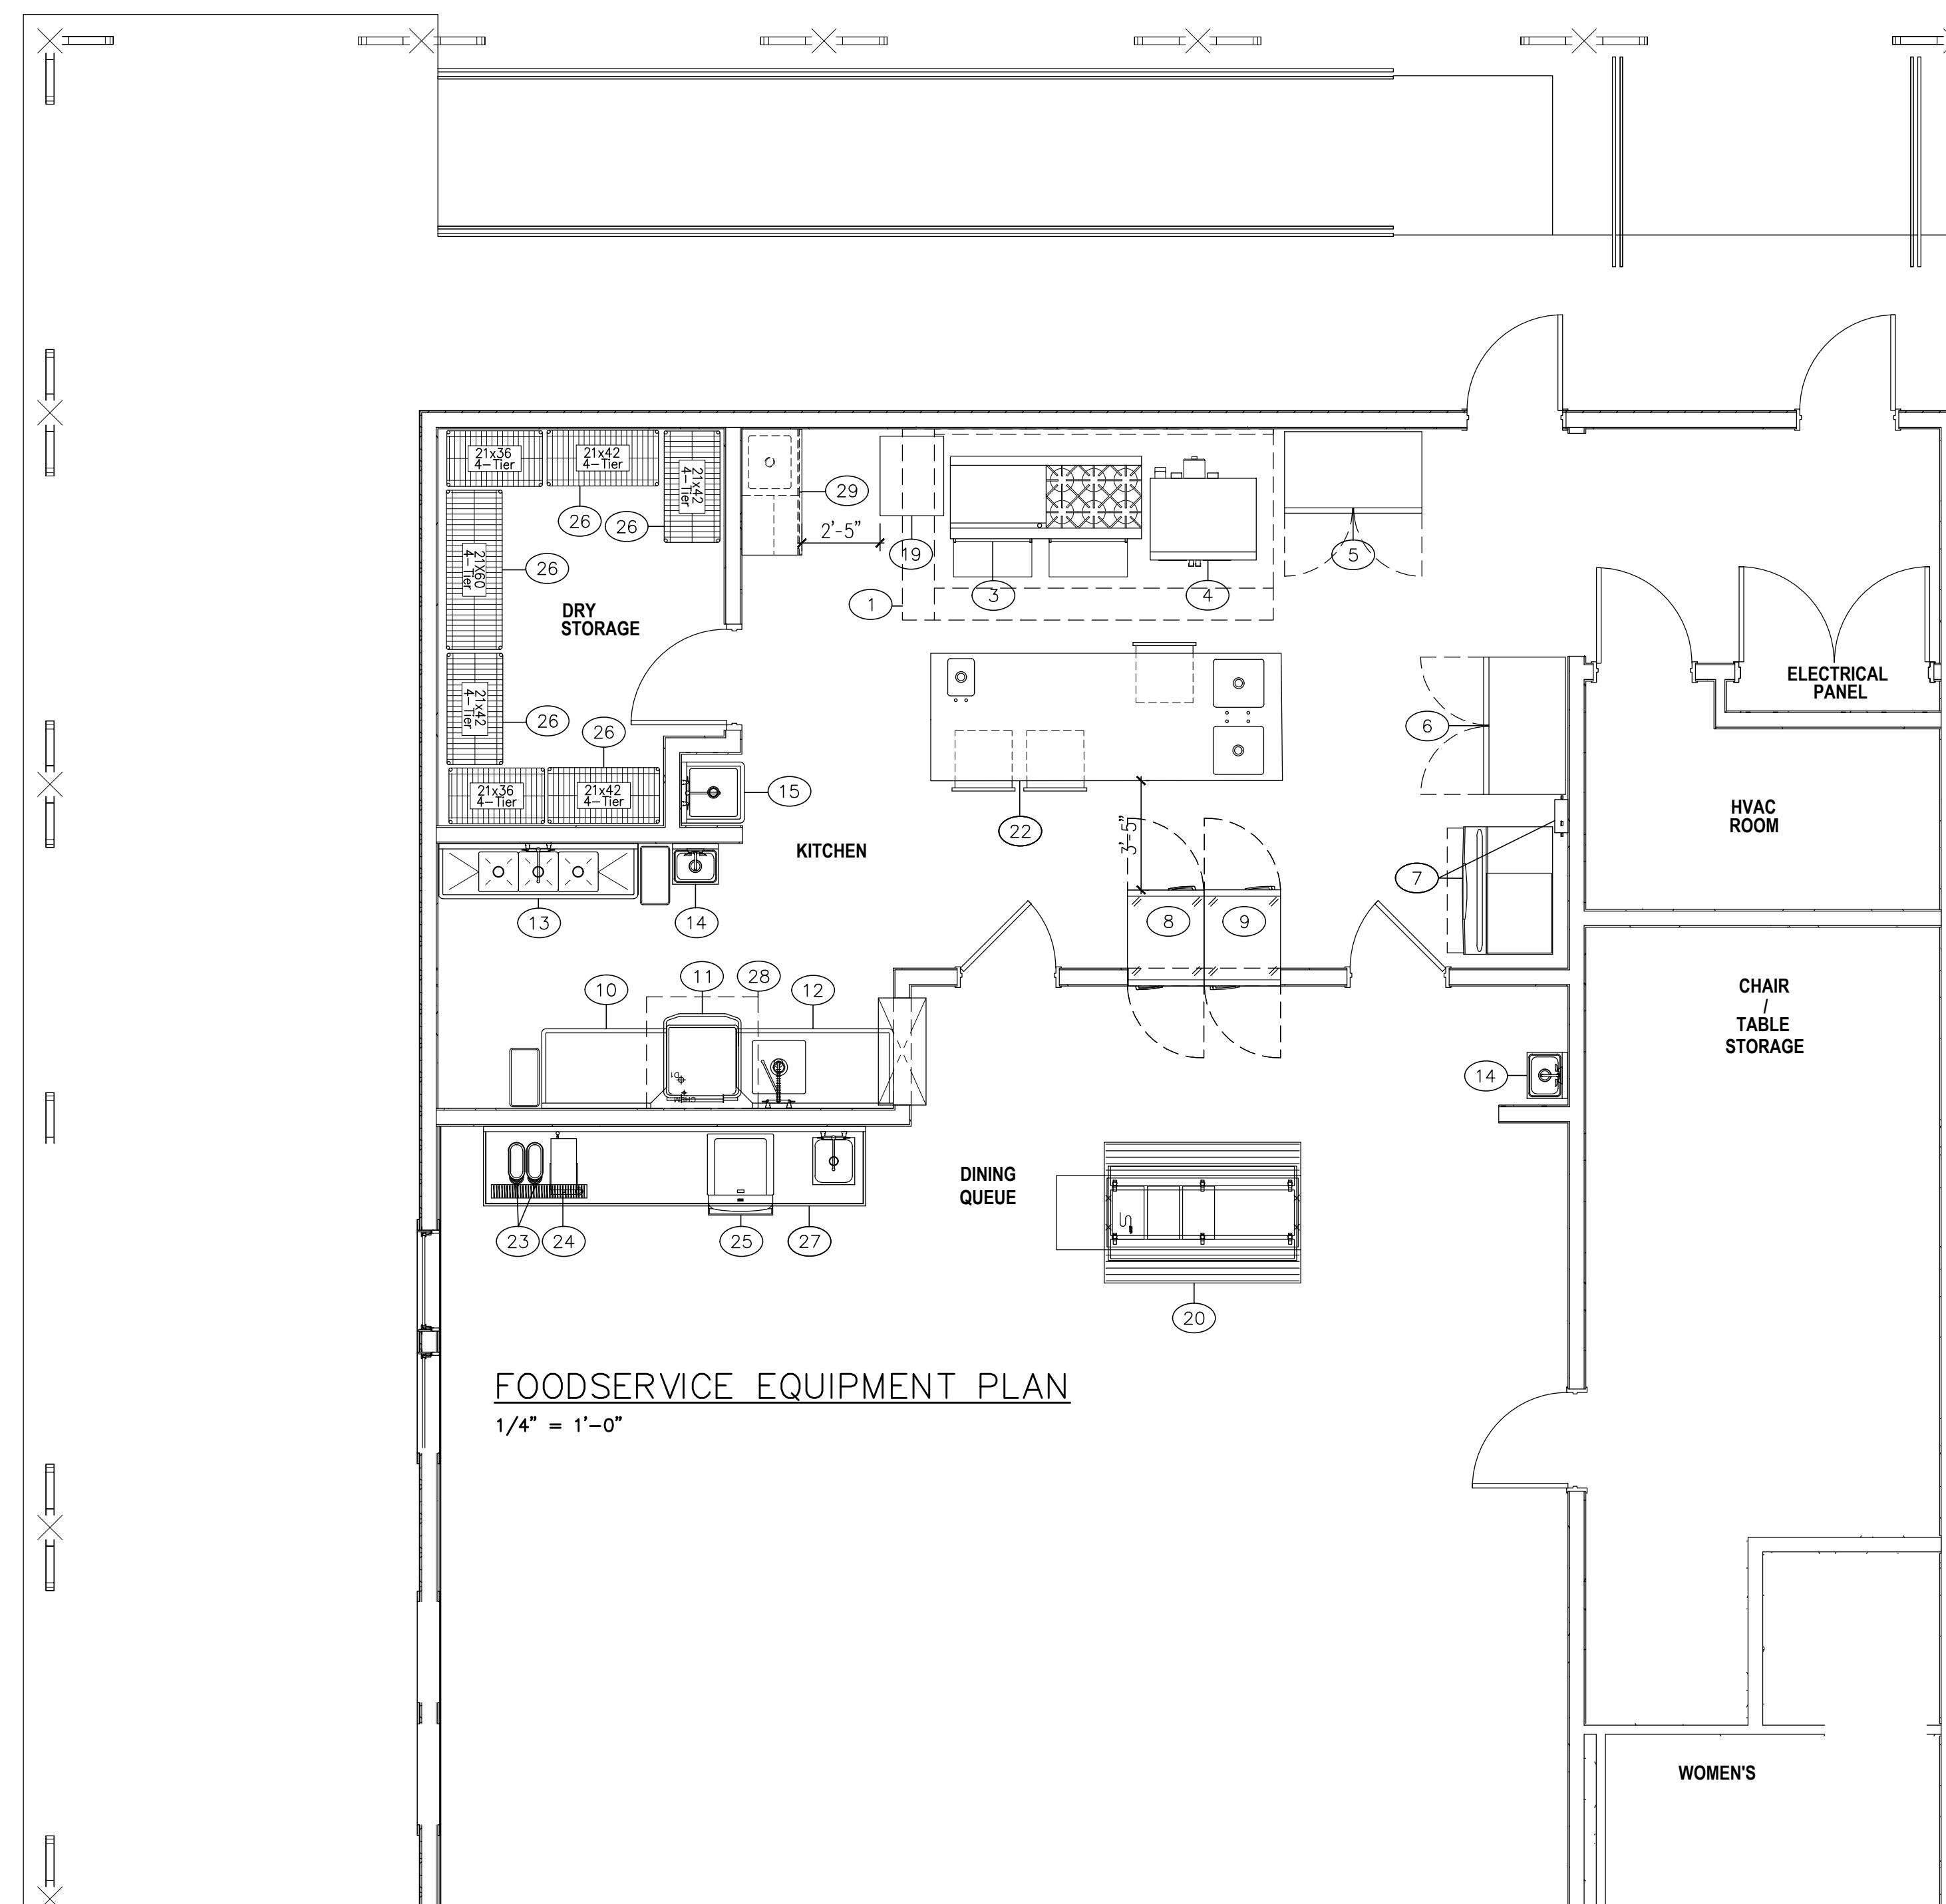 21x36
4-Tier
21x42
4-Tier
21x42
4-Tier
26
26
29
2'-5"
19
3
4
5
1
21X60
4-Tier
26
DRY
STORAGE
21x42
4-Tier
26
26
21x36
4-Tier
21x42
4-Tier
15
22
3'-5"
6
ELECTRICAL
PANEL
HVAC
ROOM
KITCHEN
7
13
14
8
9
10
11
28
12
D1
CHAIR
/
TABLE
STORAGE
14
DINING
QUEUE
23
24
25
27
20
FOODSERVICE EQUIPMENT PLAN
1/4" = 1'-0"
WOMEN'S